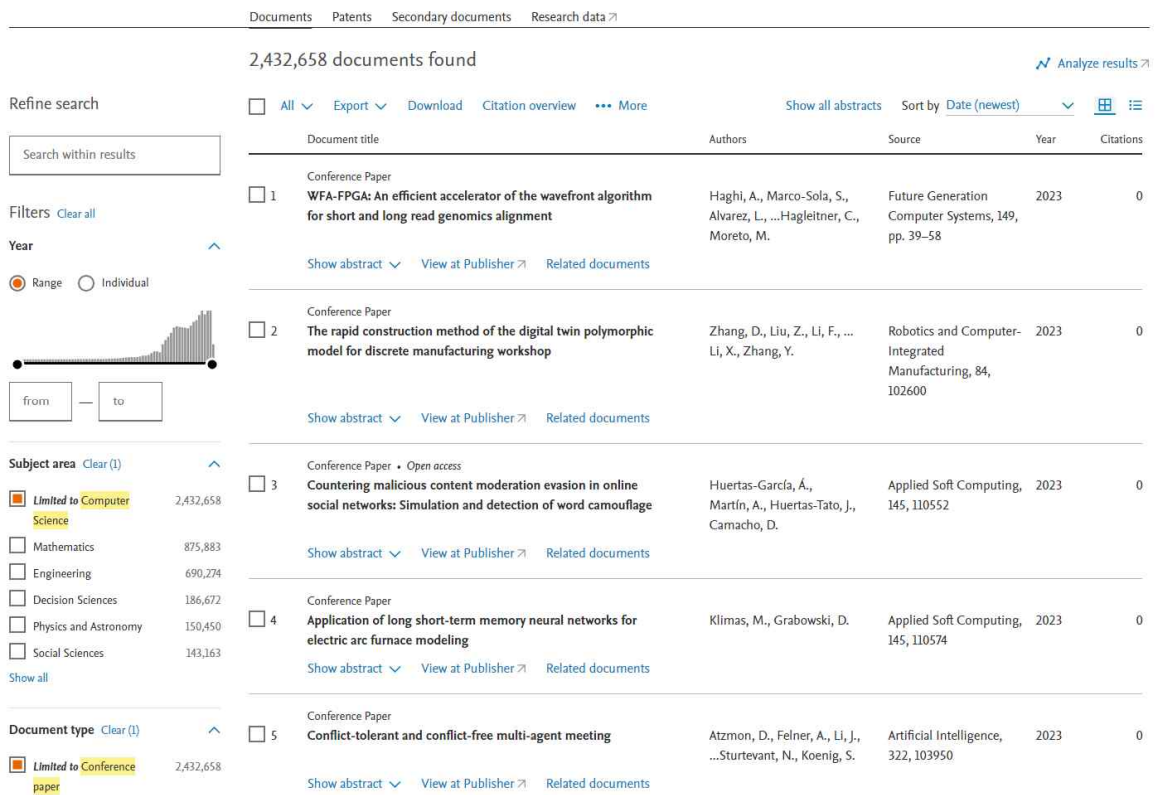 Documents Patents Secondary documents Research data
2,432,658 documents found
Analyze results
Refine search
All Export Download Citation overview ••• More Show all abstracts Sort by Date (newest)
Document title Authors Source Year Citations
Search within results
Filters Clear all
Year
Range Individual
from — to
Subject area Clear (1)
Limited to Computer 2,432,658
Science
Mathematics 875,883
Engineering 690,274
Decision Sciences 186,672
Physics and Astronomy 150,450
Social Sciences 143,163
Show all
Document type Clear (1)
Limited to Conference 2,432,658
paper
Conference Paper
1 WFA-FPGA: An efficient accelerator of the wavefront algorithm Haghi, A., Marco-Sola, S., Future Generation 2023 0
for short and long read genomics alignment Alvarez, L., ...Hagleitner, C., Computer Systems, 149,
Moreto, M. pp. 39–58
Show abstract View at Publisher Related documents
Conference Paper
2 The rapid construction method of the digital twin polymorphic Zhang, D., Liu, Z., Li, F., ... Robotics and Computer- 2023 0
model for discrete manufacturing workshop Li, X., Zhang, Y. Integrated
Manufacturing, 84,
102600
Show abstract View at Publisher Related documents
Conference Paper • Open access
3 Countering malicious content moderation evasion in online Huertas-García, Á., Applied Soft Computing, 2023 0
social networks: Simulation and detection of word camouflage Martín, A., Huertas-Tato, J., 145, 110552
Camacho, D.
Show abstract View at Publisher Related documents
Conference Paper
4 Application of long short-term memory neural networks for Klimas, M., Grabowski, D. Applied Soft Computing, 2023 0
electric arc furnace modeling 145, 110574
Show abstract View at Publisher Related documents
Conference Paper
5 Conflict-tolerant and conflict-free multi-agent meeting Atzmon, D., Felner, A., Li, J., Artificial Intelligence, 2023 0
...Sturtevant, N., Koenig, S. 322, 103950
Show abstract View at Publisher Related documents